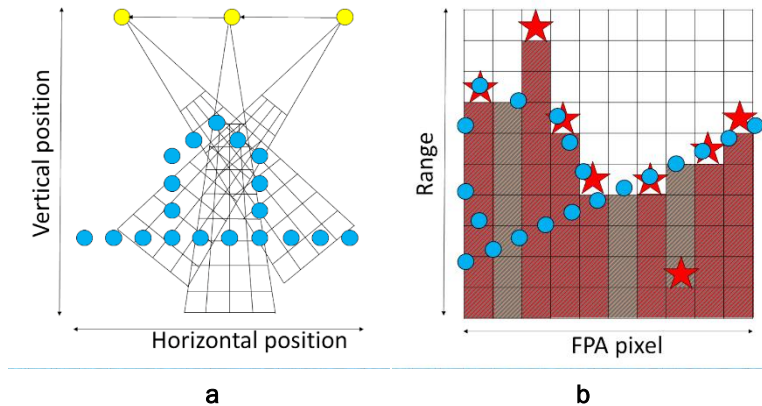 Vertical position
Horizontal position
a
Range
FPA pixel
b